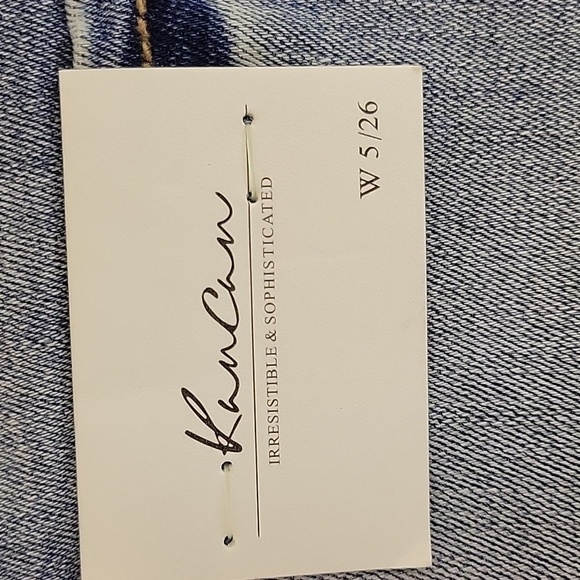 KanCan
IRRESISTIBLE & SOPHISTICATED
W 5/26